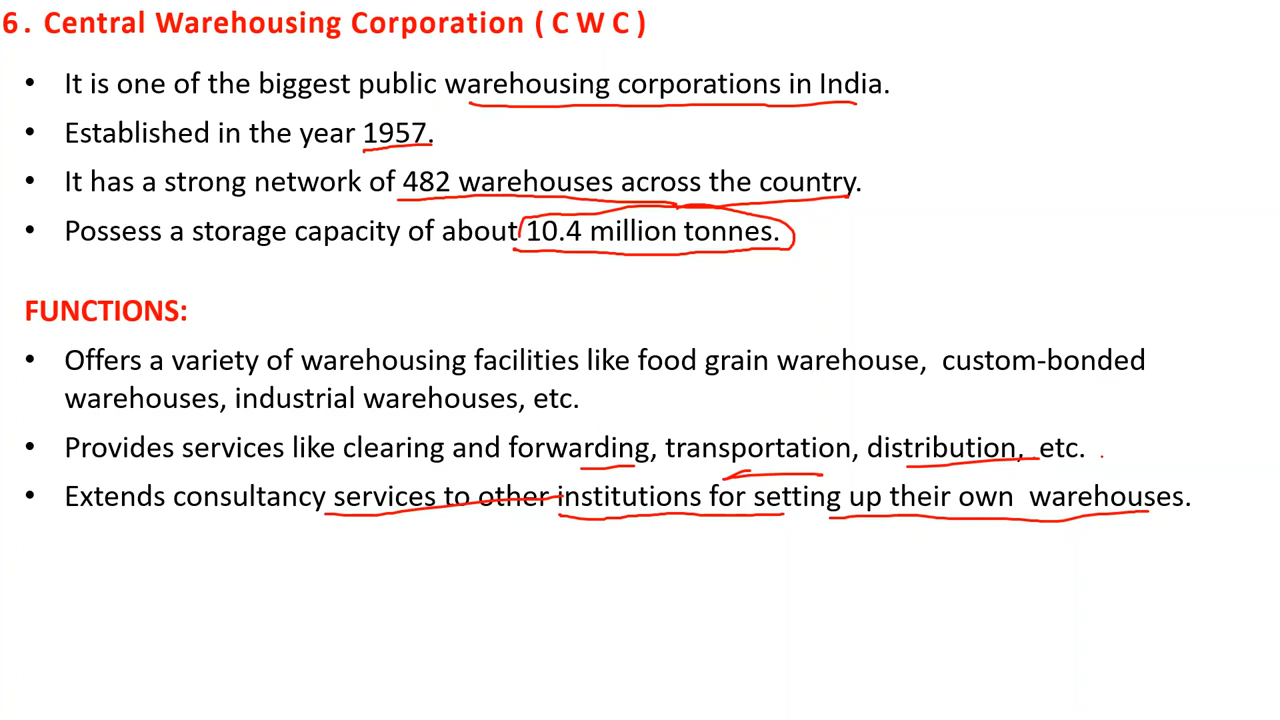 6. Central Warehousing Corporation ( C W C )
• It is one of the biggest public warehousing corporations in India.
• Established in the year 1957.
• It has a strong network of 482 warehouses across the country.
• Possess a storage capacity of about 10.4 million tonnes.
FUNCTIONS:
• Offers a variety of warehousing facilities like food grain warehouse, custom-bonded
warehouses, industrial warehouses, etc.
• Provides services like clearing and forwarding, transportation, distribution, etc.
• Extends consultancy services to other institutions for setting up their own warehouses.